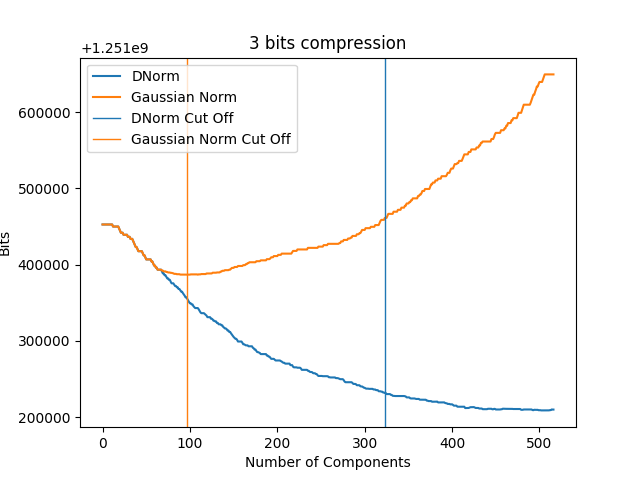 3 bits compression
+1.251e9
DNorm
Gaussian Norm
DNorm Cut Off
Gaussian Norm Cut Off
600000
500000
400000
300000
200000
Bits
0 100 200 300 400 500
Number of Components